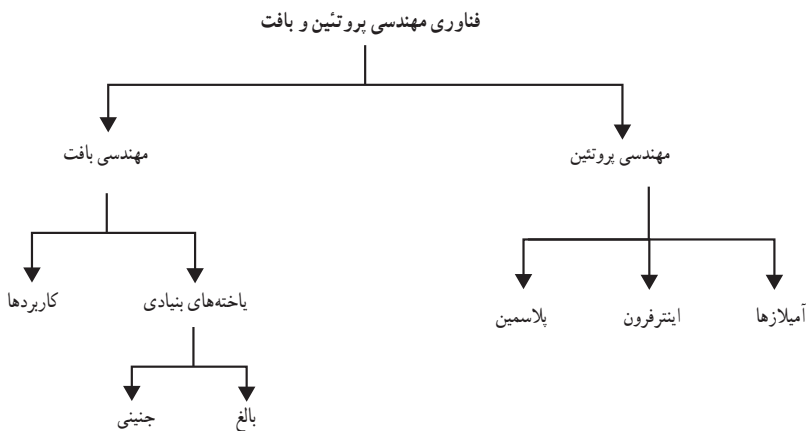 فناوری مهندسی پروتئین و بافت
مهندسی پروتئین
مهندسی بافت
آمیلازها
اینترفرون
پلاسمین
یاخته‌های بنیادی
کاربردها
بالغ
جنینی